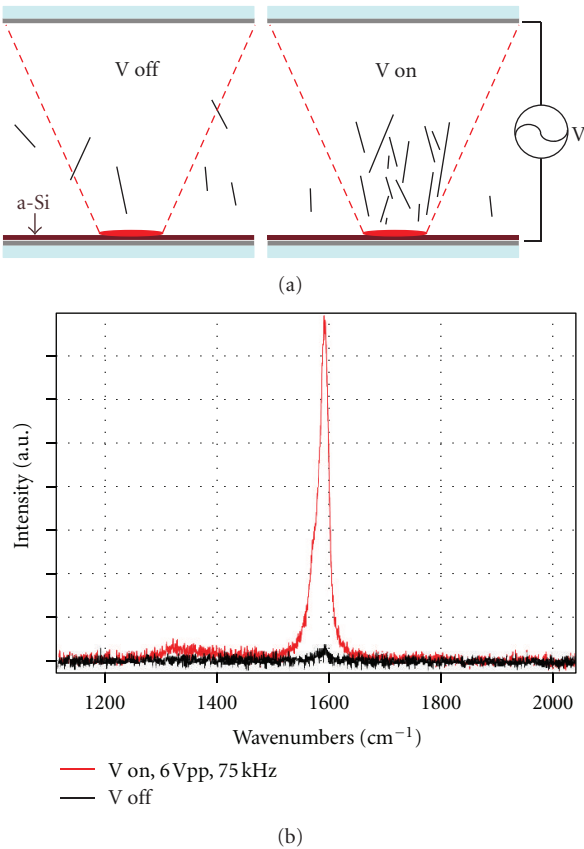 V off
V on
V
a-Si
(a)
Intensity (a.u.)
1200 1400 1600 1800 2000
Wavenumbers (cm⁻¹)
V on, 6 Vpp, 75 kHz
V off
(b)